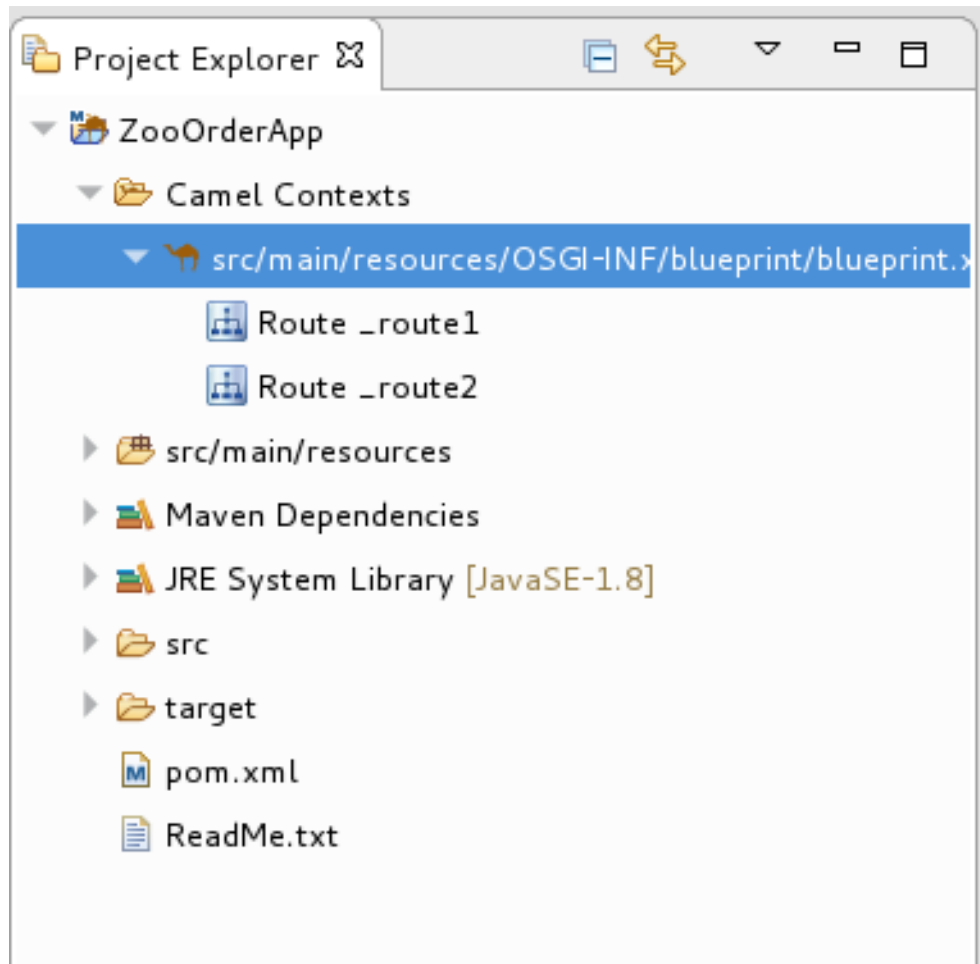 Project Explorer
ZooOrderApp
Camel Contexts
src/main/resources/OSGI-INF/blueprint/blueprint.x
Route _route1
Route _route2
src/main/resources
Maven Dependencies
JRE System Library [JavaSE-1.8]
src
target
pom.xml
ReadMe.txt